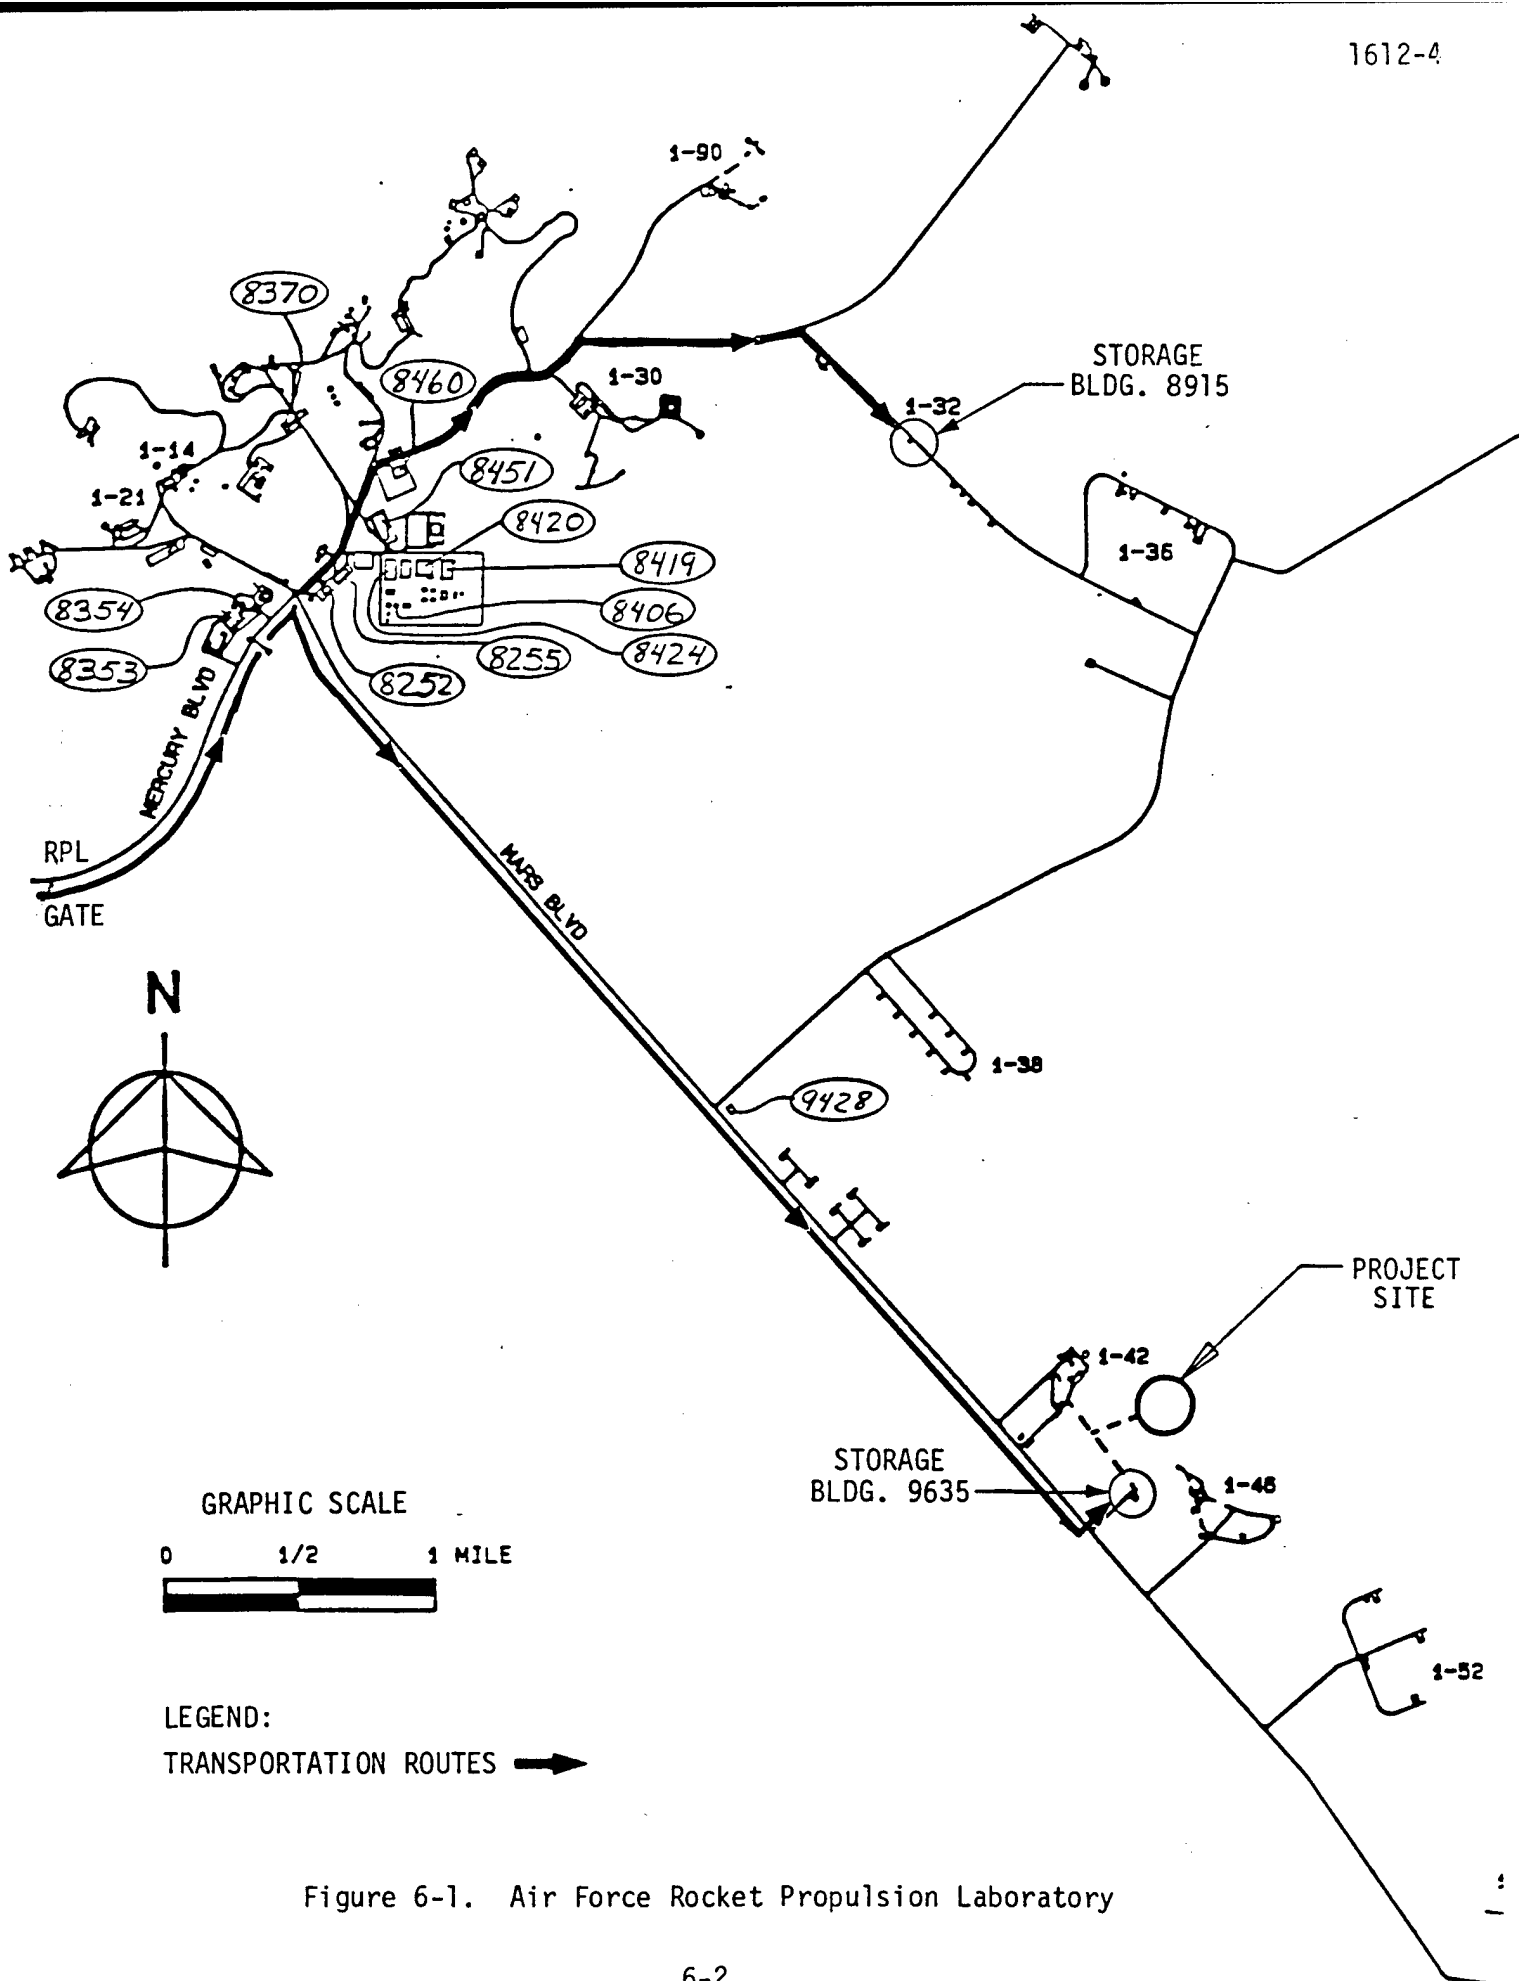 1612-4
1-90
8370
STORAGE
BLDG. 8915
8460
1-30
1-32
1-14
8451
1-21
8420
1-36
8419
8354
8406
8353
8255
8424
8252
MERCURY BLVD
RPL
GATE
MARS BLVD
N
1-38
9428
PROJECT
SITE
1-42
STORAGE
BLDG. 9635
1-46
GRAPHIC SCALE
0 1/2 1 MILE
1-52
LEGEND:
TRANSPORTATION ROUTES
Figure 6-1. Air Force Rocket Propulsion Laboratory
6-2